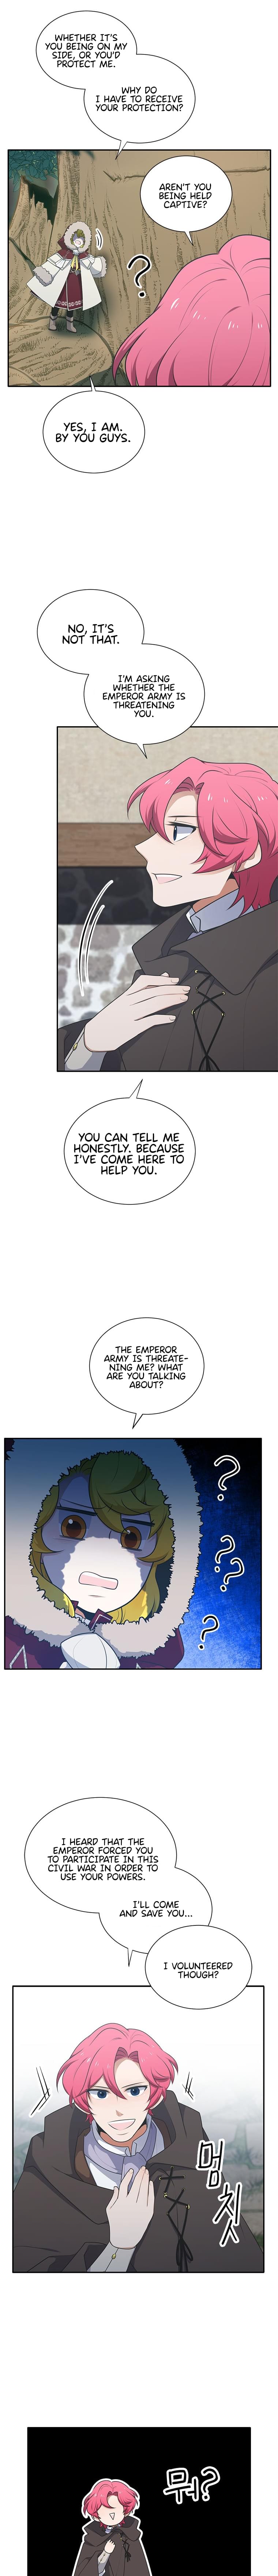 WHETHER IT'S
YOU BEING ON MY
SIDE, OR YOU'D
PROTECT ME.
WHY DO
I HAVE TO RECEIVE
YOUR PROTECTION?
AREN'T YOU
BEING HELD
CAPTIVE?
?
YES, I AM.
BY YOU GUYS.
NO, IT'S
NOT THAT.
I'M ASKING
WHETHER THE
EMPEROR ARMY IS
THREATENING
YOU.
YOU CAN TELL ME
HONESTLY. BECAUSE
I'VE COME HERE TO
HELP YOU.
THE EMPEROR
ARMY IS THREATE-
NING ME? WHAT
ARE YOU TALKING
ABOUT?
?
??
?
I HEARD THAT THE
EMPEROR FORCED YOU
TO PARTICIPATE IN THIS
CIVIL WAR IN ORDER TO
USE YOUR POWERS.
I'LL COME
AND SAVE YOU...
I VOLUNTEERED
THOUGH?
멈칫
뭐?